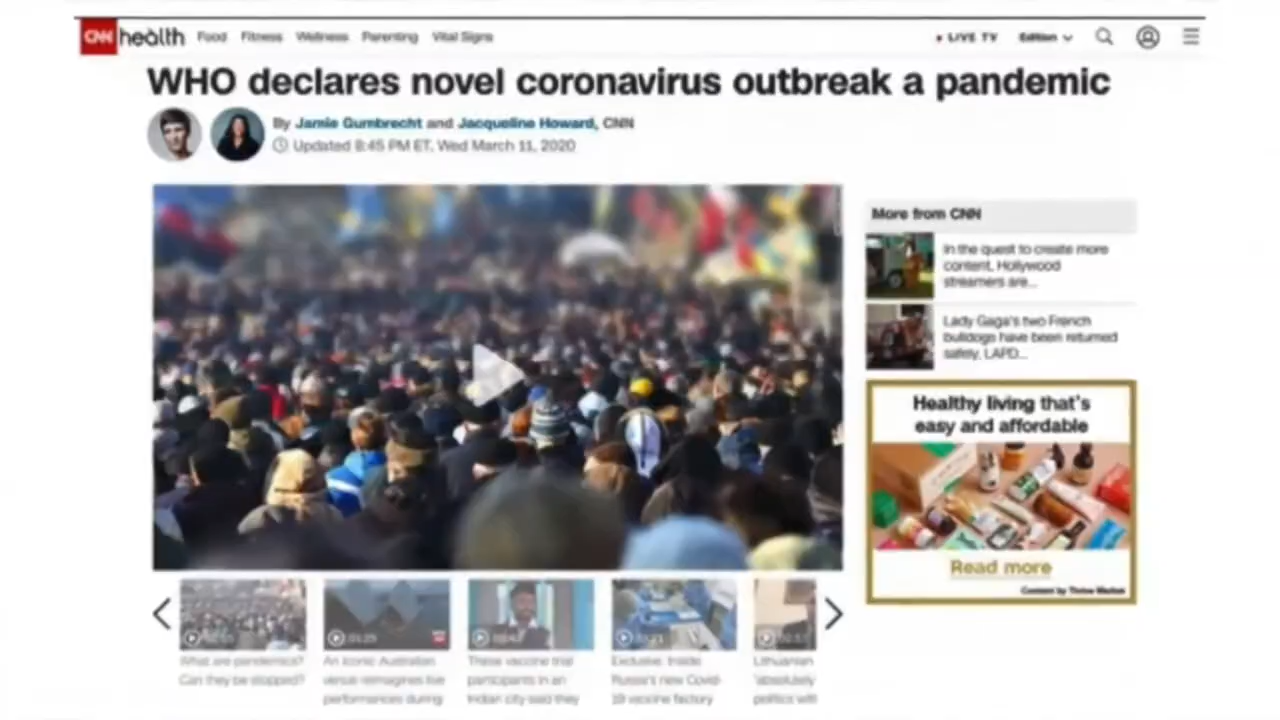 CNN health Food Fitness Wellness Parenting Vital Signs LIVE TV Edition
WHO declares novel coronavirus outbreak a pandemic
By Jamie Gumbrecht and Jacqueline Howard, CNN
Updated 8:45 PM ET, Wed March 11, 2020
More from CNN
In the quest to create more
content, Hollywood
streamers are...
Lady Gaga's two French
bulldogs have been returned
safely, LAPD...
Healthy living that's
easy and affordable
Read more
Content by Thrive Market
What are pandemics?
Can they be stopped?
An iconic Australian
venue reimagines live
performances during
These vaccine trial
participants in an
Indian city said they
Exclusive: Inside
Russia's new Covid-
19 vaccine factory
Lithuanian
'absolutely
politics with